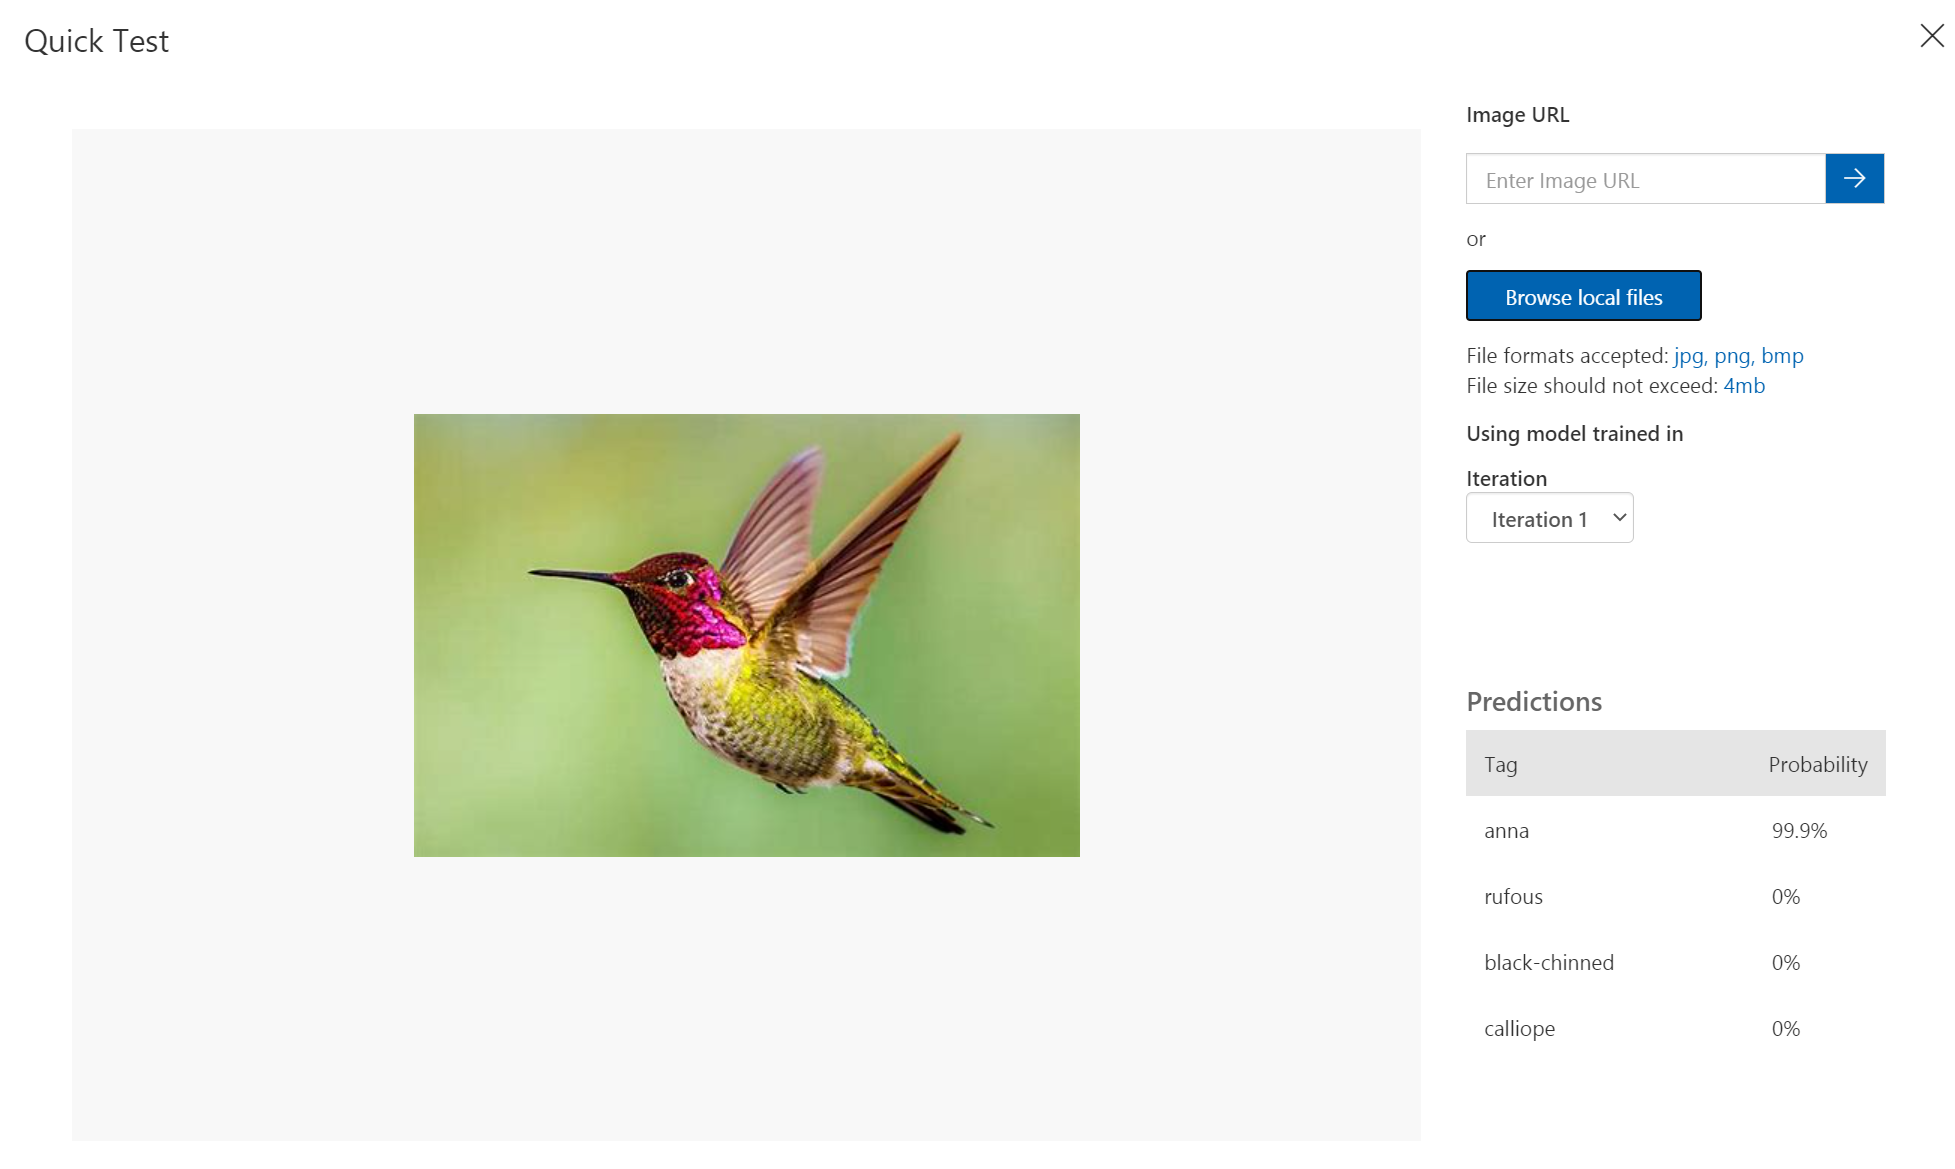 Quick Test
Image URL
Enter Image URL
or
Browse local files
File formats accepted: jpg, png, bmp
File size should not exceed: 4mb
Using model trained in
Iteration
Iteration 1
Predictions
Tag Probability
anna 99.9%
rufous 0%
black-chinned 0%
calliope 0%